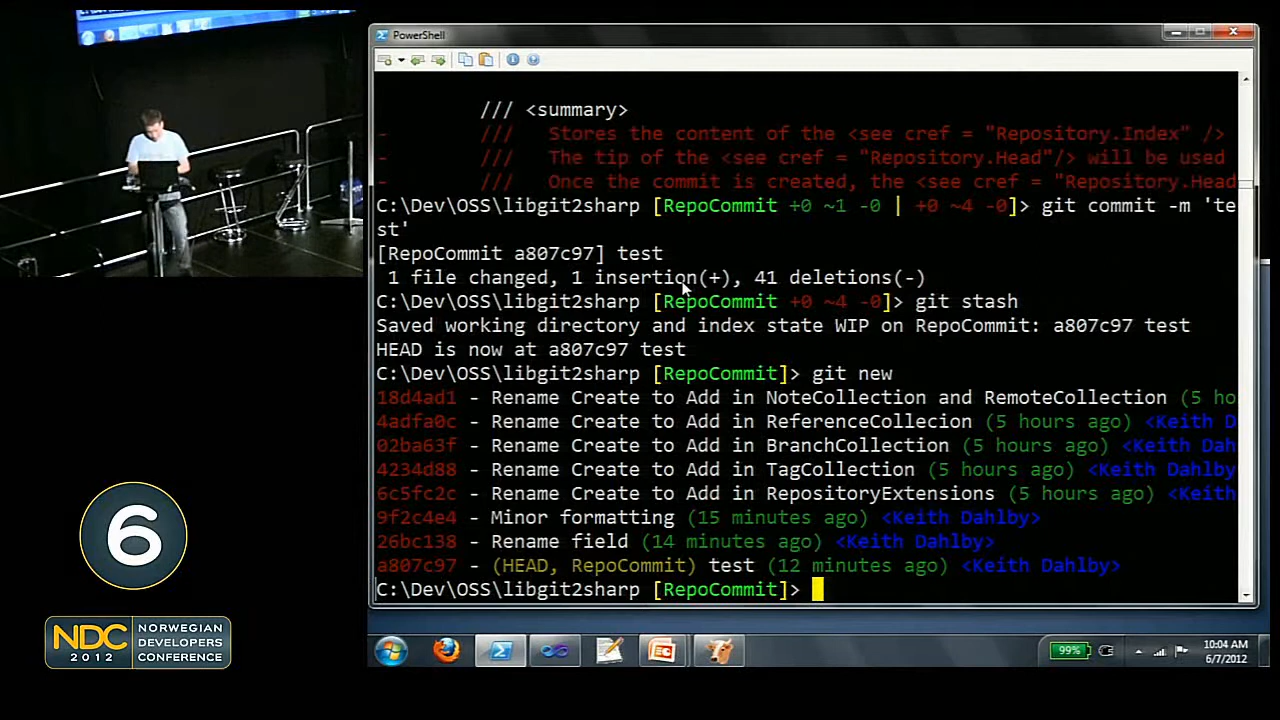 PowerShell
/// <summary>
- /// Stores the content of the <see cref = "Repository.Index" />
- /// The tip of the <see cref = "Repository.Head"/> will be used
- /// Once the commit is created, the <see cref = "Repository.Head
C:\Dev\OSS\libgit2sharp [RepoCommit +0 ~1 -0 | +0 ~4 -0]> git commit -m 'te
st'
[RepoCommit a807c97] test
1 file changed, 1 insertion(+), 41 deletions(-)
C:\Dev\OSS\libgit2sharp [RepoCommit +0 ~4 -0]> git stash
Saved working directory and index state WIP on RepoCommit: a807c97 test
HEAD is now at a807c97 test
C:\Dev\OSS\libgit2sharp [RepoCommit]> git new
18d4ad1 - Rename Create to Add in NoteCollection and RemoteCollection (5 ho
4adfa0c - Rename Create to Add in ReferenceCollecion (5 hours ago) <Keith D
02ba63f - Rename Create to Add in BranchCollection (5 hours ago) <Keith Dah
4234d88 - Rename Create to Add in TagCollection (5 hours ago) <Keith Dahlby
6c5fc2c - Rename Create to Add in RepositoryExtensions (5 hours ago) <Keith
9f2c4e4 - Minor formatting (15 minutes ago) <Keith Dahlby>
26bc138 - Rename field (14 minutes ago) <Keith Dahlby>
a807c97 - (HEAD, RepoCommit) test (12 minutes ago) <Keith Dahlby>
C:\Dev\OSS\libgit2sharp [RepoCommit]>
99%
10:04 AM
6/7/2012
6
NDC
2012
NORWEGIAN
DEVELOPERS
CONFERENCE